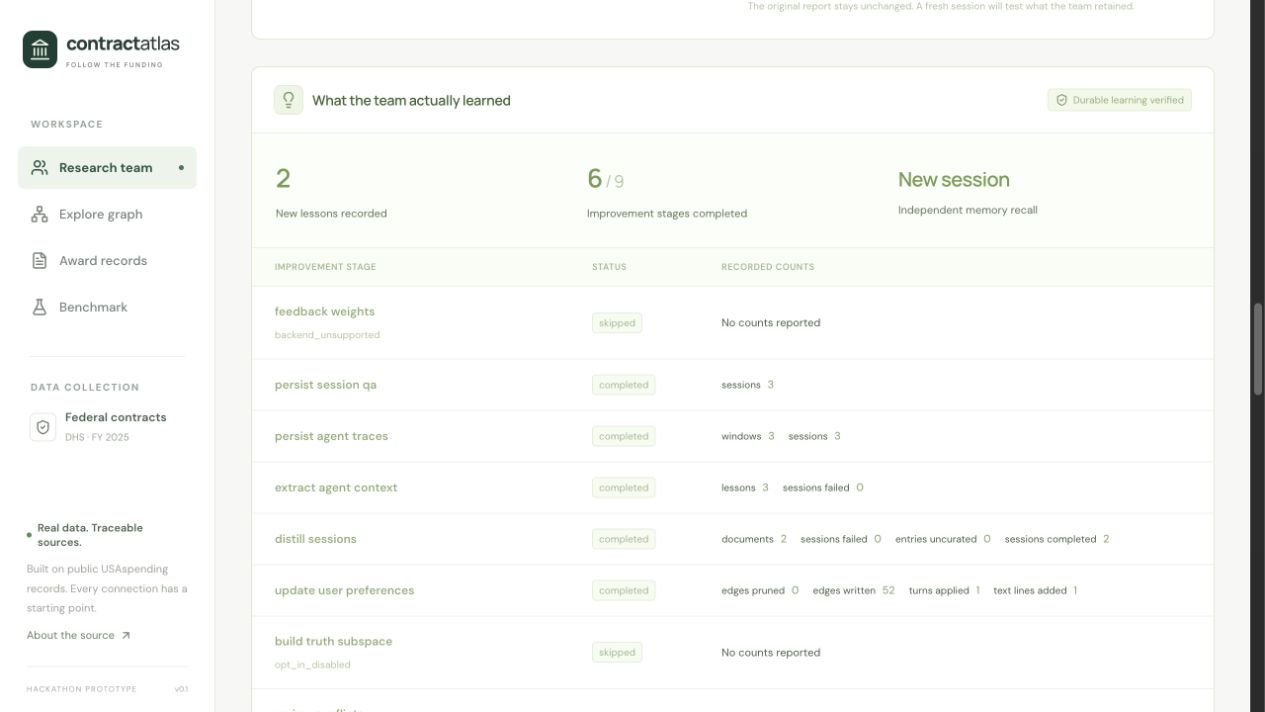 contractatlas
FOLLOW THE FUNDING
WORKSPACE
Research team
Explore graph
Award records
Benchmark
DATA COLLECTION
Federal contracts
DHS · FY 2025
Real data. Traceable
sources.
Built on public USAspending
records. Every connection has a
starting point.
About the source ↗
HACKATHON PROTOTYPE v0.1
The original report stays unchanged. A fresh session will test what the team retained.
What the team actually learned
Durable learning verified
2
New lessons recorded
6 / 9
Improvement stages completed
New session
Independent memory recall
IMPROVEMENT STAGE STATUS RECORDED COUNTS
feedback weights
backend_unsupported
skipped
No counts reported
persist session qa completed sessions 3
persist agent traces completed windows 3 sessions 3
extract agent context completed lessons 3 sessions failed 0
distill sessions completed documents 2 sessions failed 0 entries uncurated 0 sessions completed 2
update user preferences completed edges pruned 0 edges written 52 turns applied 1 text lines added 1
build truth subspace
opt_in_disabled
skipped
No counts reported